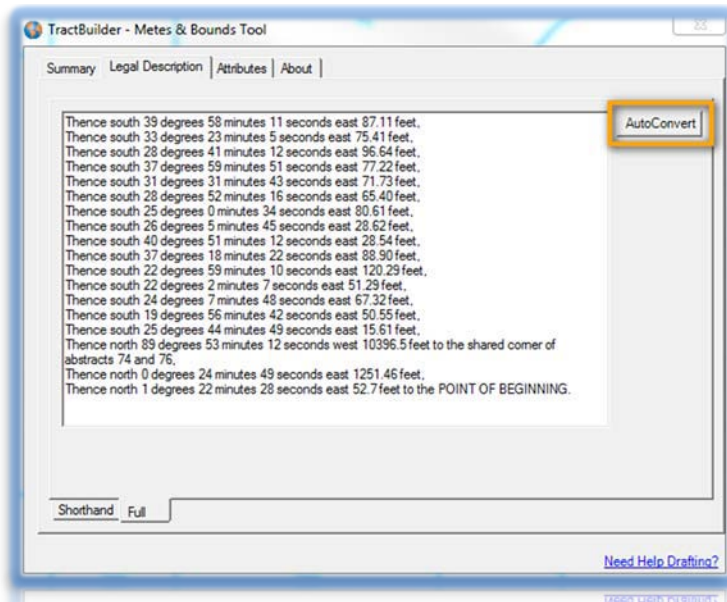 TractBuilder - Metes & Bounds Tool
Summary Legal Description Attributes About
AutoConvert
Thence south 39 degrees 58 minutes 11 seconds east 87.11 feet,
Thence south 33 degrees 23 minutes 5 seconds east 75.41 feet,
Thence south 28 degrees 41 minutes 12 seconds east 96.64 feet,
Thence south 37 degrees 59 minutes 51 seconds east 77.22 feet,
Thence south 31 degrees 31 minutes 43 seconds east 71.73 feet,
Thence south 28 degrees 52 minutes 16 seconds east 65.40 feet,
Thence south 25 degrees 0 minutes 34 seconds east 80.61 feet,
Thence south 26 degrees 5 minutes 45 seconds east 28.62 feet,
Thence south 40 degrees 51 minutes 12 seconds east 28.54 feet,
Thence south 37 degrees 18 minutes 22 seconds east 88.90 feet,
Thence south 22 degrees 59 minutes 10 seconds east 120.29 feet,
Thence south 22 degrees 2 minutes 7 seconds east 51.29 feet,
Thence south 24 degrees 7 minutes 48 seconds east 67.32 feet,
Thence south 19 degrees 56 minutes 42 seconds east 50.55 feet,
Thence south 25 degrees 44 minutes 49 seconds east 15.61 feet,
Thence north 89 degrees 53 minutes 12 seconds west 10396.5 feet to the shared corner of
abstracts 74 and 76,
Thence north 0 degrees 24 minutes 49 seconds east 1251.46 feet,
Thence north 1 degrees 22 minutes 28 seconds east 52.7 feet to the POINT OF BEGINNING.
Shorthand Full
Need Help Drafting?